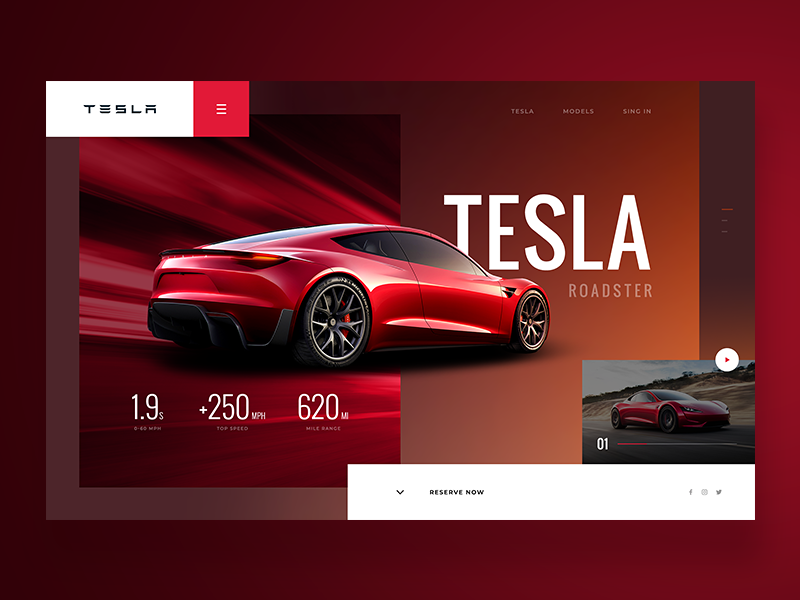 TESLA
TESLA MODELS SING IN
TESLA
ROADSTER
1.9S +250MPH 620MI
0-60 MPH TOP SPEED MILE RANGE
01
RESERVE NOW